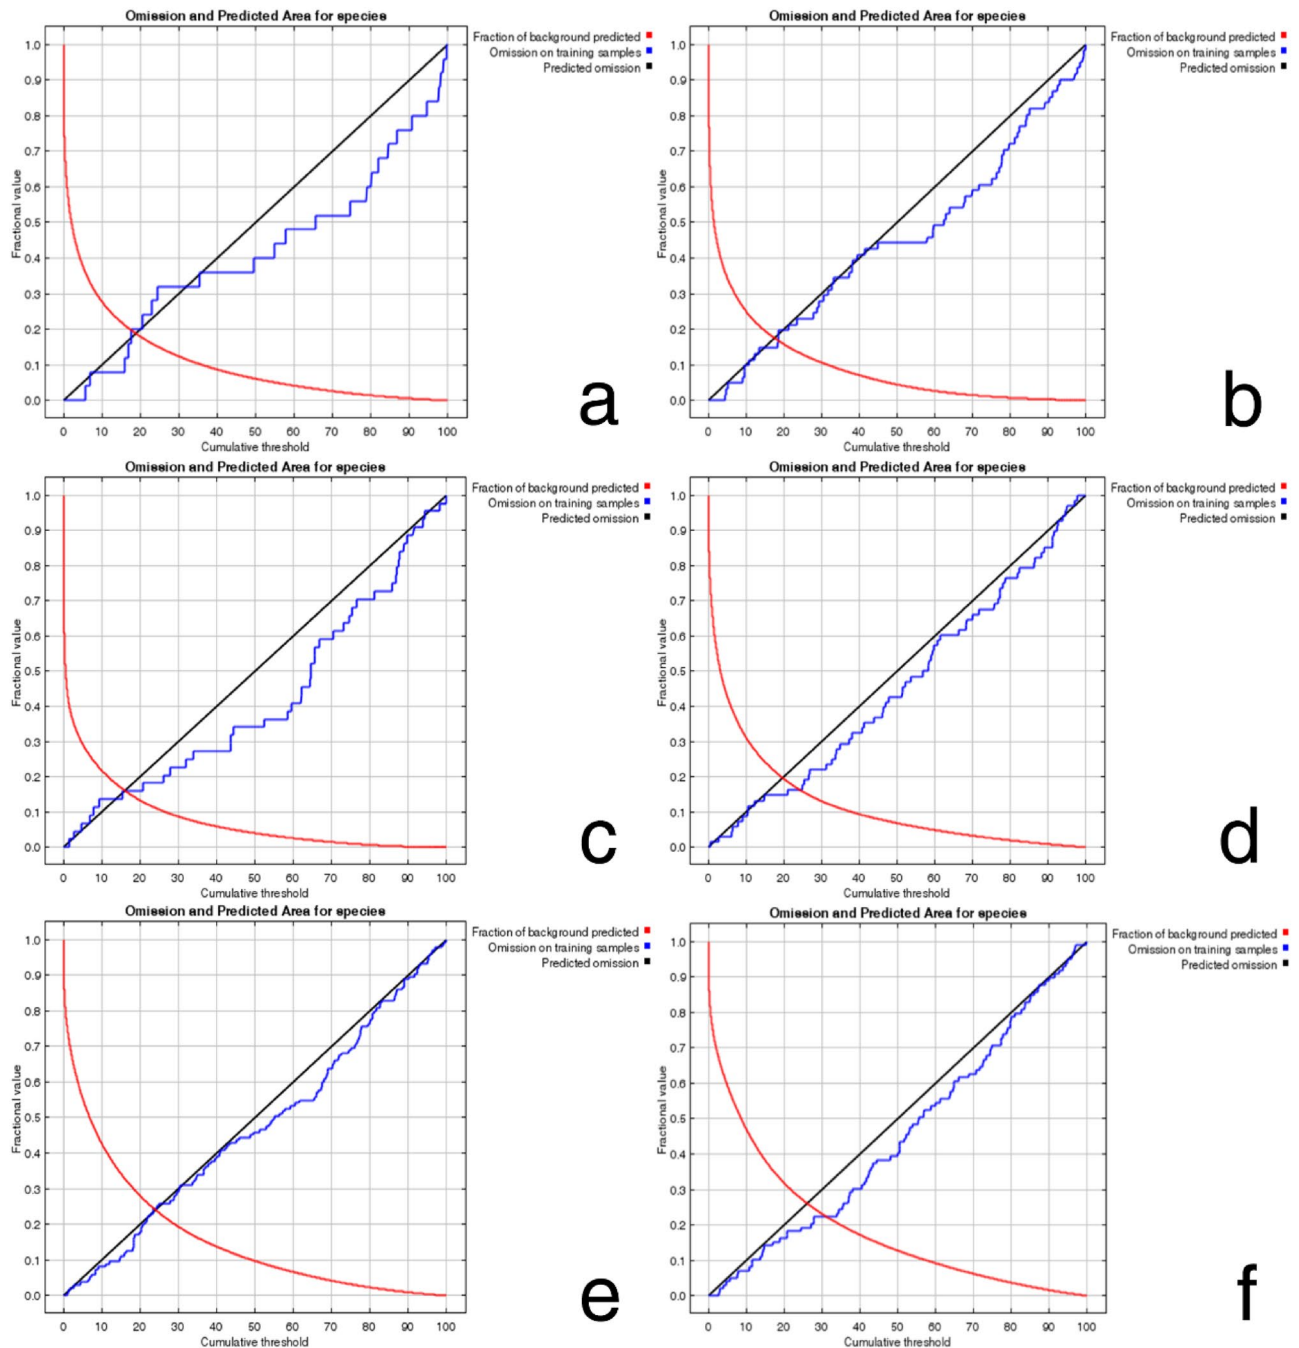 Omission and Predicted Area for species
Fraction of background predicted
Omission on training samples
Predicted omission
Fractional value
1.0
0.9
0.8
0.7
0.6
0.5
0.4
0.3
0.2
0.1
0.0
0 10 20 30 40 50 60 70 80 90 100
Cumulative threshold
a
Omission and Predicted Area for species
Fraction of background predicted
Omission on training samples
Predicted omission
Fractional value
1.0
0.9
0.8
0.7
0.6
0.5
0.4
0.3
0.2
0.1
0.0
0 10 20 30 40 50 60 70 80 90 100
Cumulative threshold
b
Omission and Predicted Area for species
Fraction of background predicted
Omission on training samples
Predicted omission
Fractional value
1.0
0.9
0.8
0.7
0.6
0.5
0.4
0.3
0.2
0.1
0.0
0 10 20 30 40 50 60 70 80 90 100
Cumulative threshold
c
Omission and Predicted Area for species
Fraction of background predicted
Omission on training samples
Predicted omission
Fractional value
1.0
0.9
0.8
0.7
0.6
0.5
0.4
0.3
0.2
0.1
0.0
0 10 20 30 40 50 60 70 80 90 100
Cumulative threshold
d
Omission and Predicted Area for species
Fraction of background predicted
Omission on training samples
Predicted omission
Fractional value
1.0
0.9
0.8
0.7
0.6
0.5
0.4
0.3
0.2
0.1
0.0
0 10 20 30 40 50 60 70 80 90 100
Cumulative threshold
e
Omission and Predicted Area for species
Fraction of background predicted
Omission on training samples
Predicted omission
Fractional value
1.0
0.9
0.8
0.7
0.6
0.5
0.4
0.3
0.2
0.1
0.0
0 10 20 30 40 50 60 70 80 90 100
Cumulative threshold
f